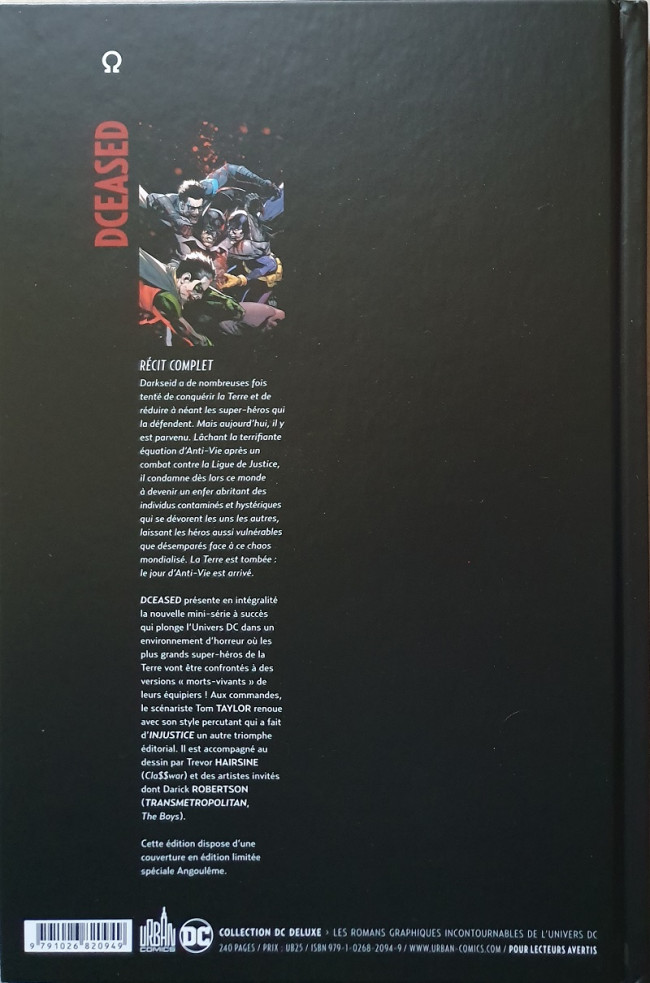 Ω
DCEASED
RÉCIT COMPLET
Darkseid a de nombreuses fois
tenté de conquérir la Terre et de
réduire à néant les super-héros qui
la défendent. Mais aujourd'hui, il y
est parvenu. Lâchant la terrifiante
équation d'Anti-Vie après un
combat contre la Ligue de Justice,
il condamne dès lors ce monde
à devenir un enfer abritant des
individus contaminés et hystériques
qui se dévorent les uns les autres,
laissant les héros aussi vulnérables
que désemparés face à ce chaos
mondialisé. La Terre est tombée :
le jour d'Anti-Vie est arrivé.
DCEASED présente en intégralité
la nouvelle mini-série à succès
qui plonge l'Univers DC dans un
environnement d'horreur où les
plus grands super-héros de la
Terre vont être confrontés à des
versions « morts-vivants » de
leurs équipiers ! Aux commandes,
le scénariste Tom TAYLOR renoue
avec son style percutant qui a fait
d'INJUSTICE un autre triomphe
éditorial. Il est accompagné au
dessin par Trevor HAIRSINE
(Cla$$war) et des artistes invités
dont Darick ROBERTSON
(TRANSMETROPOLITAN,
The Boys).
Cette édition dispose d'une
couverture en édition limitée
spéciale Angoulême.
9 791026 820949
URBAN
COMICS
DC
COLLECTION DC DELUXE > LES ROMANS GRAPHIQUES INCONTOURNABLES DE L'UNIVERS DC
240 PAGES / PRIX : UB25 / ISBN 979-1-0268-2094-9 / WWW.URBAN-COMICS.COM / POUR LECTEURS AVERTIS